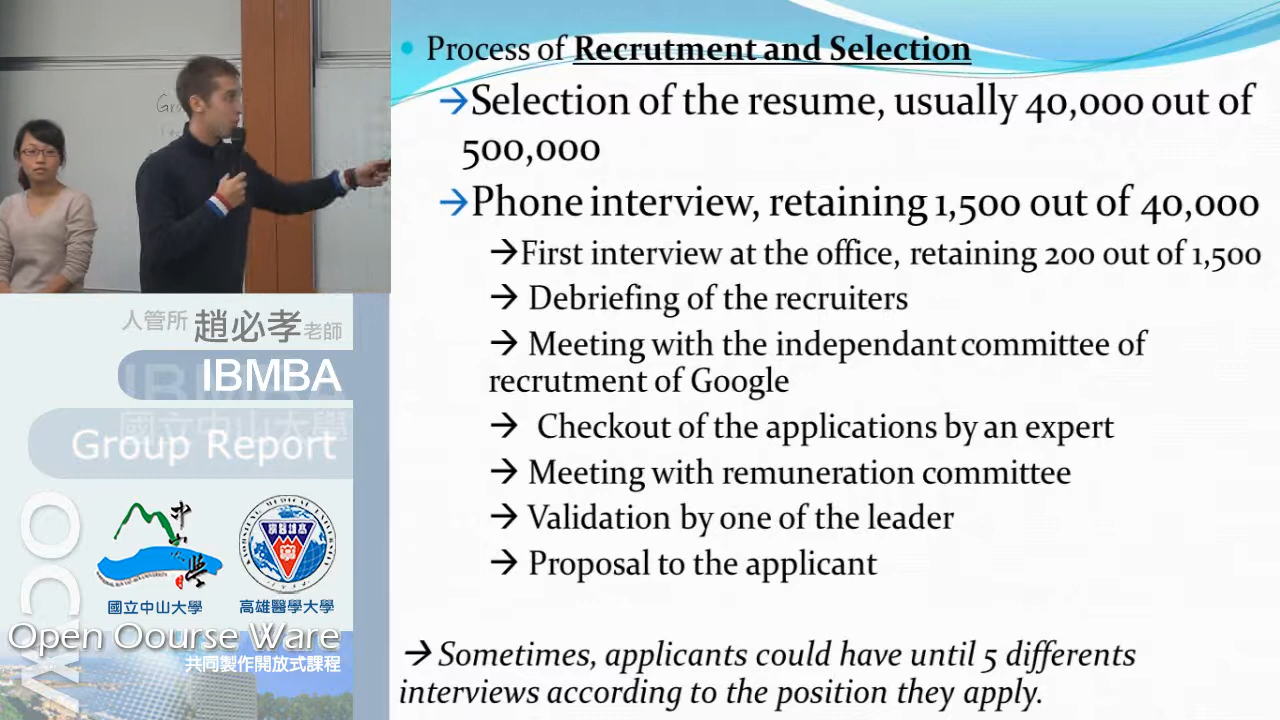 Process of Recrutment and Selection
→Selection of the resume, usually 40,000 out of
500,000
→Phone interview, retaining 1,500 out of 40,000
→First interview at the office, retaining 200 out of 1,500
→ Debriefing of the recruiters
→ Meeting with the independant committee of
recrutment of Google
→ Checkout of the applications by an expert
→ Meeting with remuneration committee
→ Validation by one of the leader
→ Proposal to the applicant
→ Sometimes, applicants could have until 5 differents
interviews according to the position they apply.
人管所 趙必孝 老師
IBMBA
國立中山大學
Group Report
OCW
中山大學
國立中山大學
高雄醫學大學
Open Oourse Ware
共同製作開放式課程